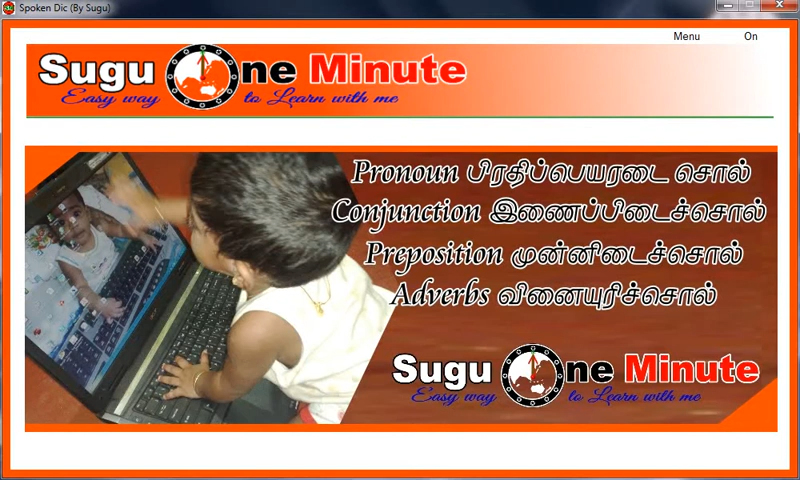 Spoken Dic (By Sugu)
Menu On
Sugu One Minute
Easy way to Learn with me
Pronoun பிரதிப்பெயரடை சொல்
Conjunction இணைப்பிடைச்சொல்
Preposition முன்னிடைச்சொல்
Adverbs வினையுரிச்சொல்
Sugu One Minute
Easy way to Learn with me